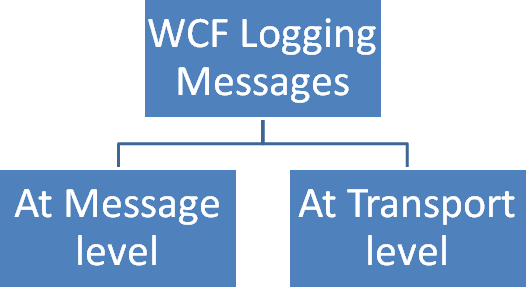 WCF Logging
Messages
At Message
level
At Transport
level